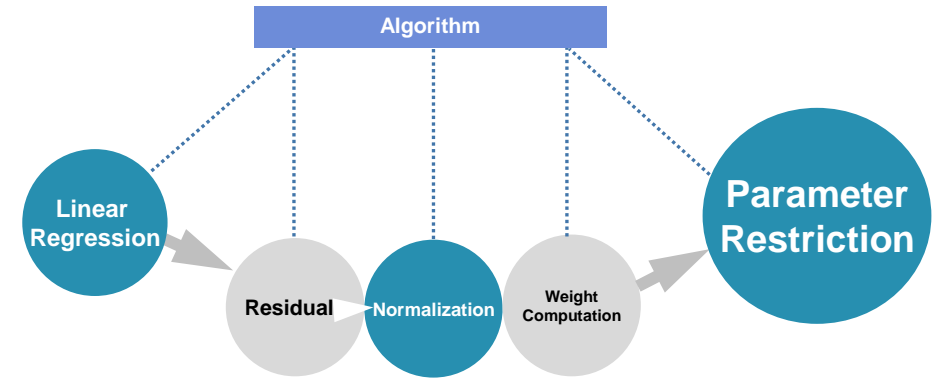 Algorithm
Linear
Regression
Residual
Normalization
Weight
Computation
Parameter
Restriction